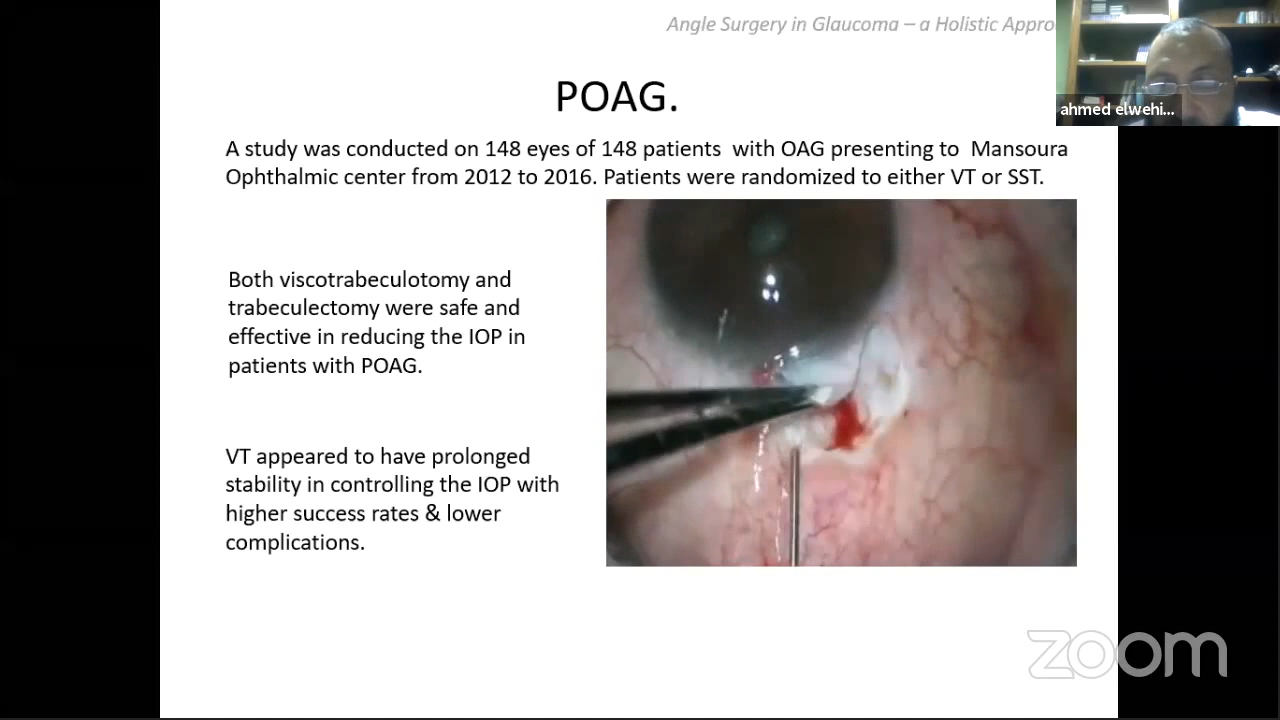 Angle Surgery in Glaucoma – a Holistic Appro
POAG.
ahmed elwehi...
A study was conducted on 148 eyes of 148 patients with OAG presenting to Mansoura
Ophthalmic center from 2012 to 2016. Patients were randomized to either VT or SST.
Both viscotrabeculotomy and
trabeculectomy were safe and
effective in reducing the IOP in
patients with POAG.
VT appeared to have prolonged
stability in controlling the IOP with
higher success rates & lower
complications.
zoom